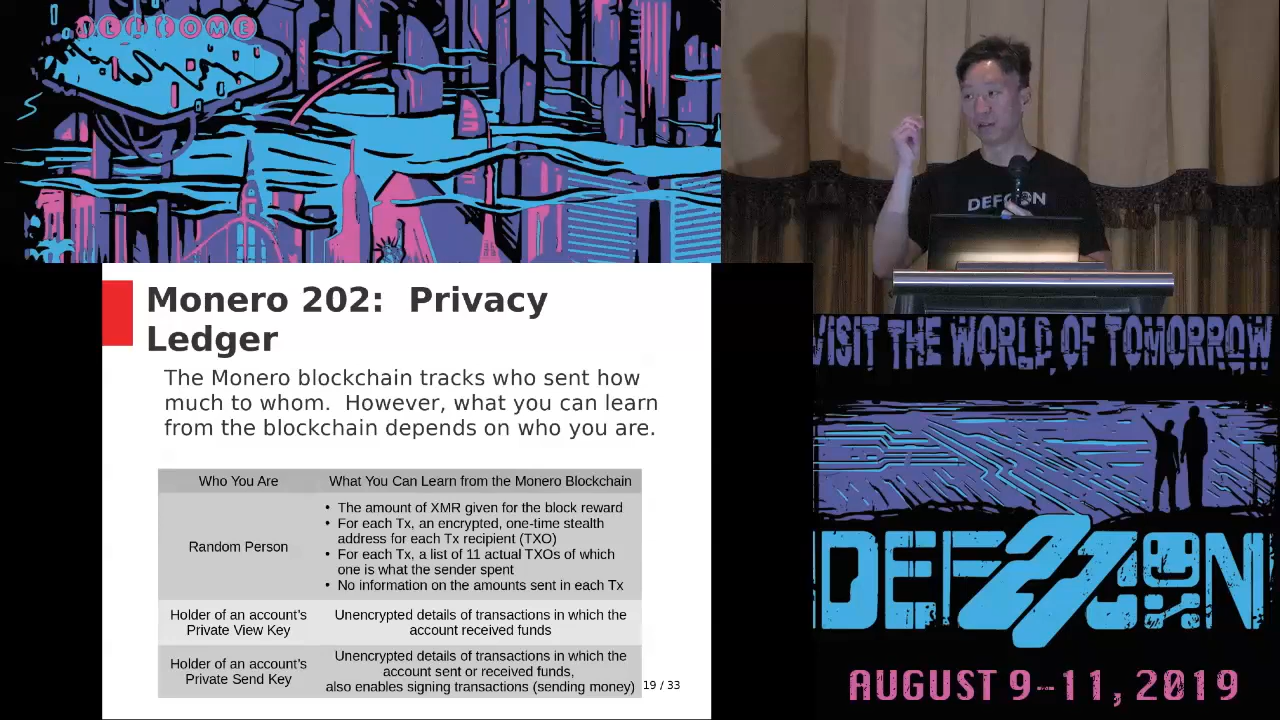 WELCOME
DEFCON
Monero 202:  Privacy
Ledger
The Monero blockchain tracks who sent how
much to whom.  However, what you can learn
from the blockchain depends on who you are.
Who You Are
What You Can Learn from the Monero Blockchain
Random Person
• The amount of XMR given for the block reward
• For each Tx, an encrypted, one-time stealth
address for each Tx recipient (TXO)
• For each Tx, a list of 11 actual TXOs of which
one is what the sender spent
• No information on the amounts sent in each Tx
Holder of an account's
Private View Key
Unencrypted details of transactions in which the
account received funds
Holder of an account's
Private Send Key
Unencrypted details of transactions in which the
account sent or received funds,
also enables signing transactions (sending money)
19 / 33
VISIT THE WORLD OF TOMORROW
DEF27CON
AUGUST 9-11, 2019